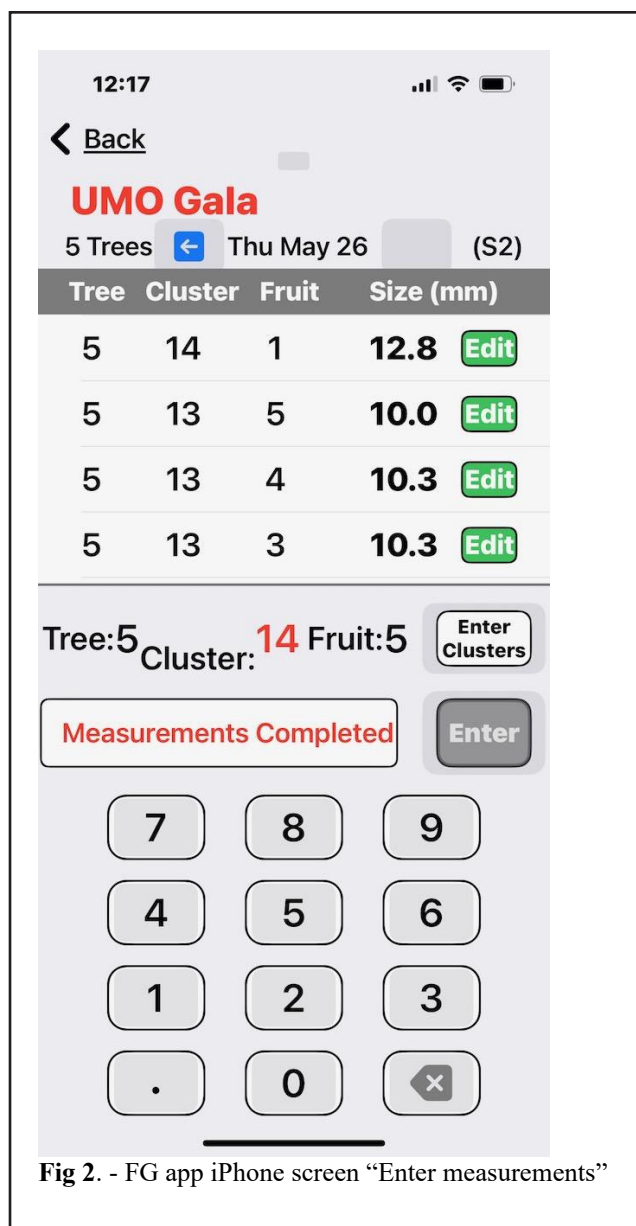 12:17
Back
UMO Gala
5 Trees ← Thu May 26 (S2)
Tree Cluster Fruit Size (mm)
5 14 1 12.8 Edit
5 13 5 10.0 Edit
5 13 4 10.3 Edit
5 13 3 10.3 Edit
Tree:5 Cluster: 14 Fruit:5 Enter Clusters
Measurements Completed Enter
7 8 9
4 5 6
1 2 3
. 0
Fig 2. - FG app iPhone screen “Enter measurements”